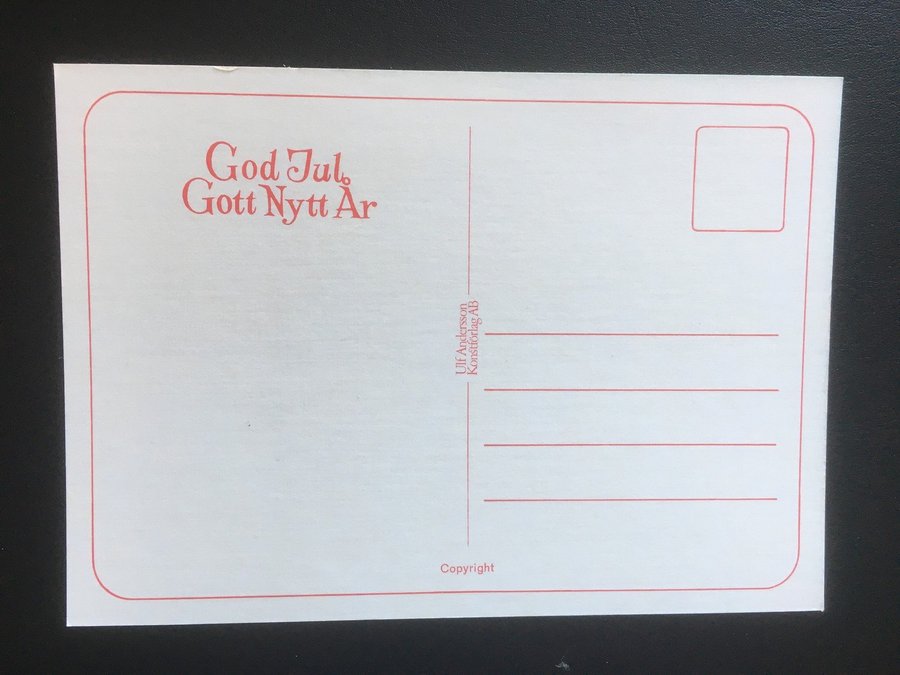 God Jul
Gott Nytt År
Ulf Andersson
Konstförlag AB
Copyright